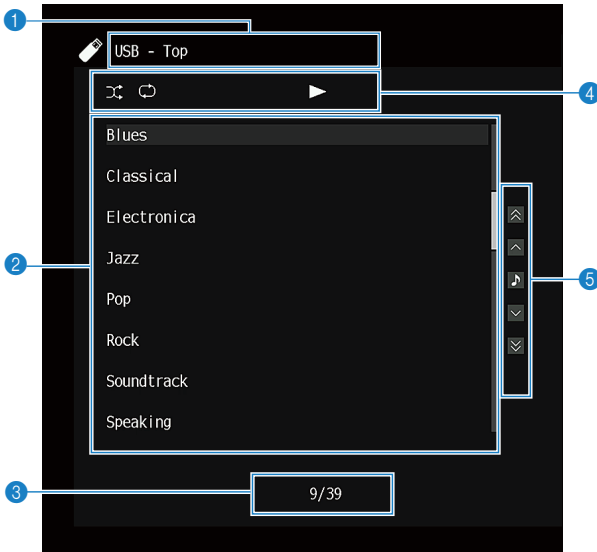 1
USB - Top
4
Blues
Classical
Electronica
2
Jazz
5
Pop
Rock
Soundtrack
Speaking
3
9/39